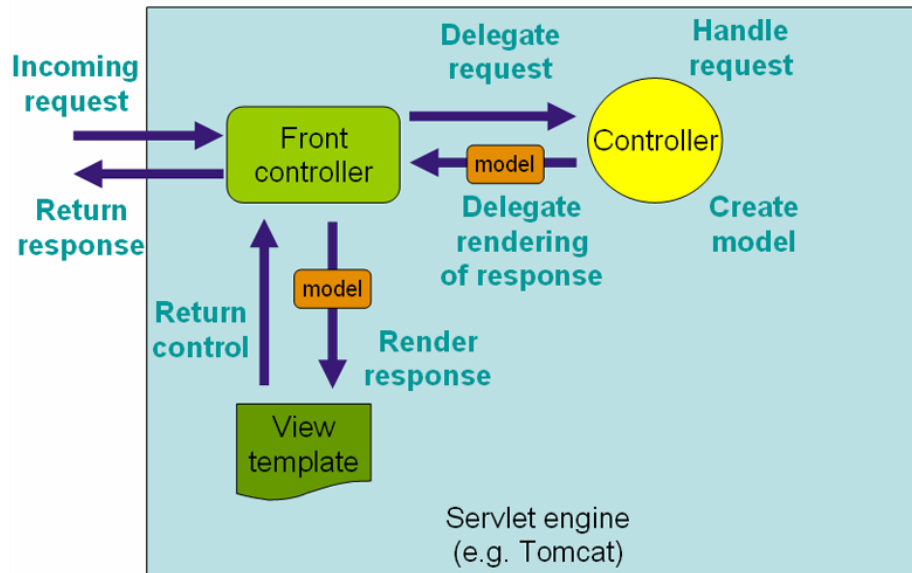 Incoming
request
Return
response
Front
controller
Delegate
request
Handle
request
Controller
model
Delegate
rendering
of response
Create
model
model
Return
control
Render
response
View
template
Servlet engine
(e.g. Tomcat)